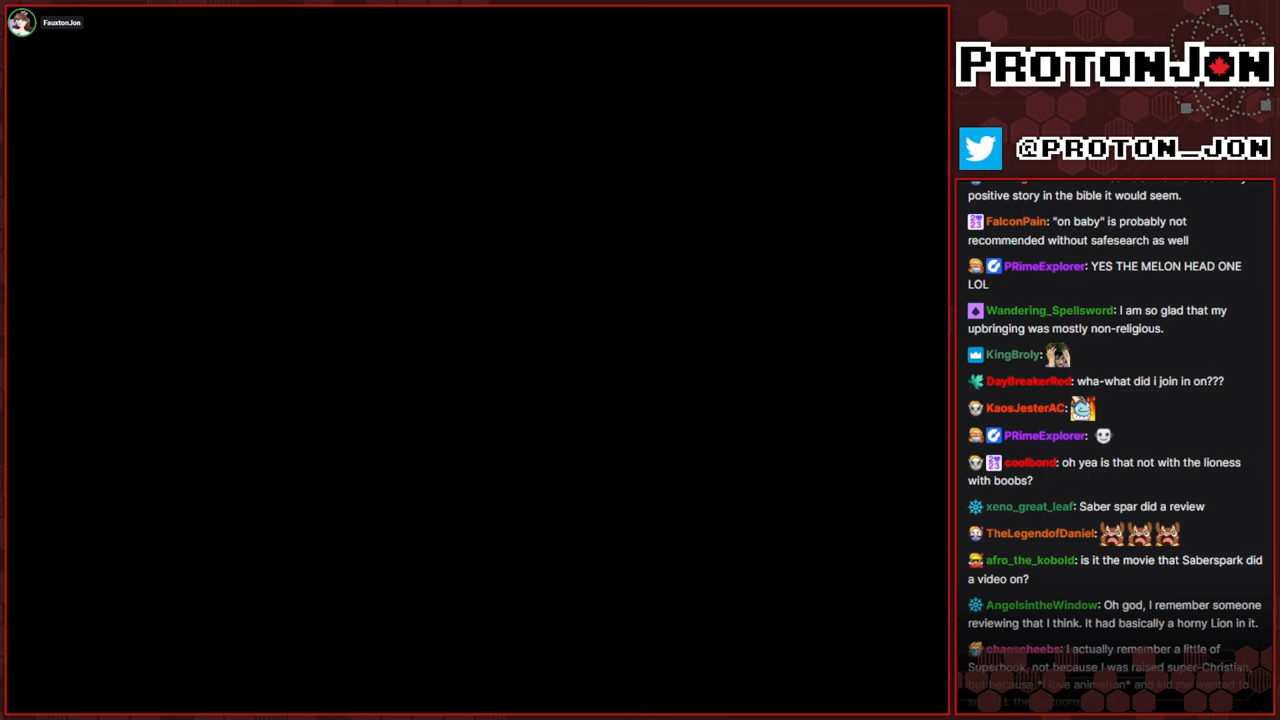 FauxtonJon
PROTONJON
@PROTON_JON
positive story in the bible it would seem.
FalconPain: "on baby" is probably not
recommended without safesearch as well
PRimeExplorer: YES THE MELON HEAD ONE
LOL
Wandering_Spellsword: I am so glad that my
upbringing was mostly non-religious.
KingBroly:
DayBreakerRed: wha-what did i join in on???
KaosJesterAC:
PRimeExplorer:
coolbond: oh yea is that not with the lioness
with boobs?
xeno_great_leaf: Saber spar did a review
TheLegendofDaniel:
afro_the_kobold: is it the movie that Saberspark did
a video on?
AngelsintheWindow: Oh god, I remember someone
reviewing that I think. It had basically a horny Lion in it.
chaoscheebs: I actually remember a little of
Superbook, not because I was raised super-Christian,
but because *I love animation* and kid me wanted to